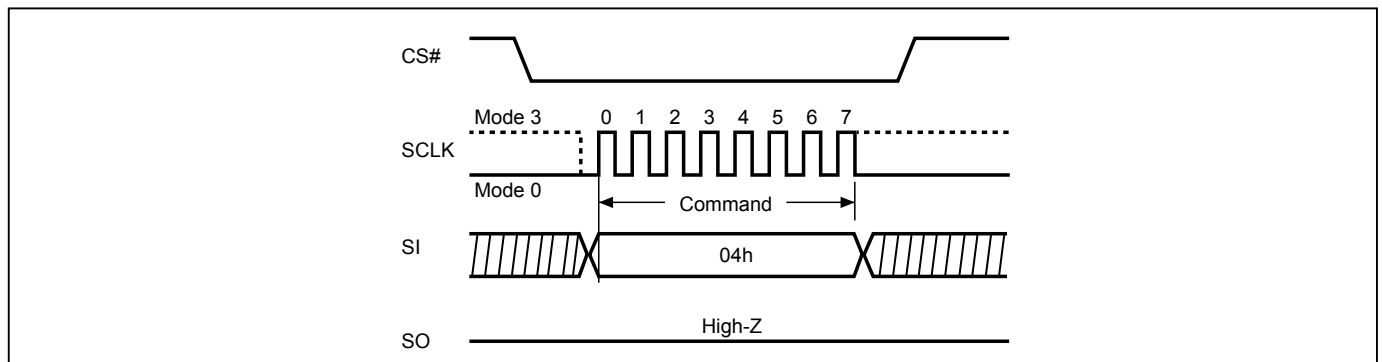 CS#
Mode 3 0 1 2 3 4 5 6 7
SCLK
Mode 0
Command
SI
04h
High-Z
SO